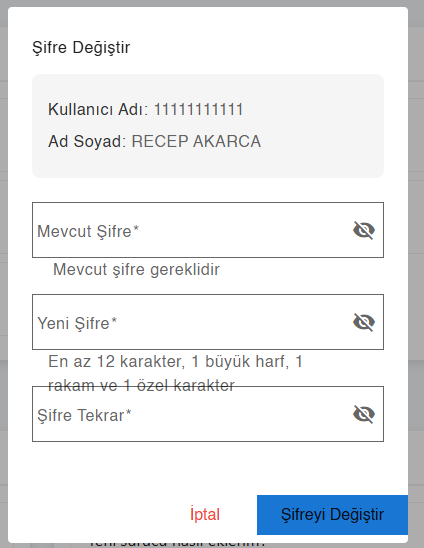 Şifre Değiştir
Kullanıcı Adı: 11111111111
Ad Soyad: RECEP AKARCA
Mevcut Şifre*
Mevcut şifre gereklidir
Yeni Şifre*
En az 12 karakter, 1 büyük harf, 1
rakam ve 1 özel karakter
Şifre Tekrar*
İptal
Şifreyi Değiştir